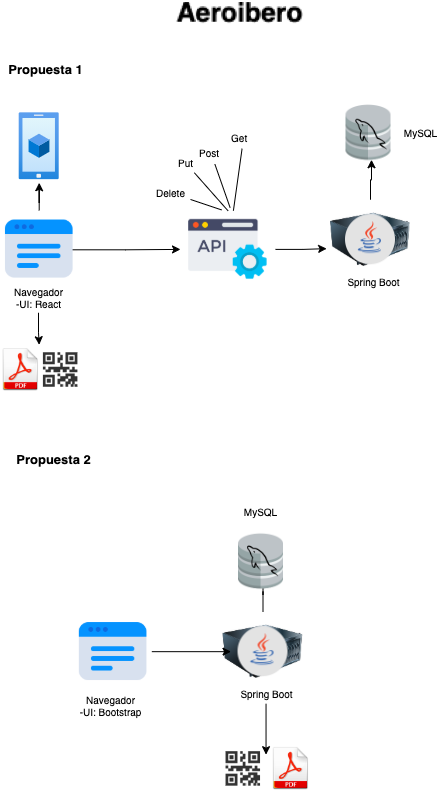 Aeroibero
Propuesta 1
Get
Post
Put
Delete
MySQL
API
Spring Boot
Navegador
-UI: React
PDF
Propuesta 2
MySQL
Navegador
-UI: Bootstrap
Spring Boot
PDF